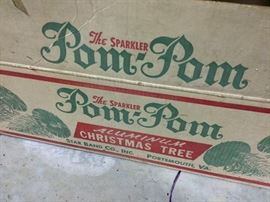 The SPARKLER
Pom-Pom
The SPARKLER
Pom-Pom
ALUMINUM
CHRISTMAS TREE
STAR BAND CO., INC. PORTSMOUTH, VA.